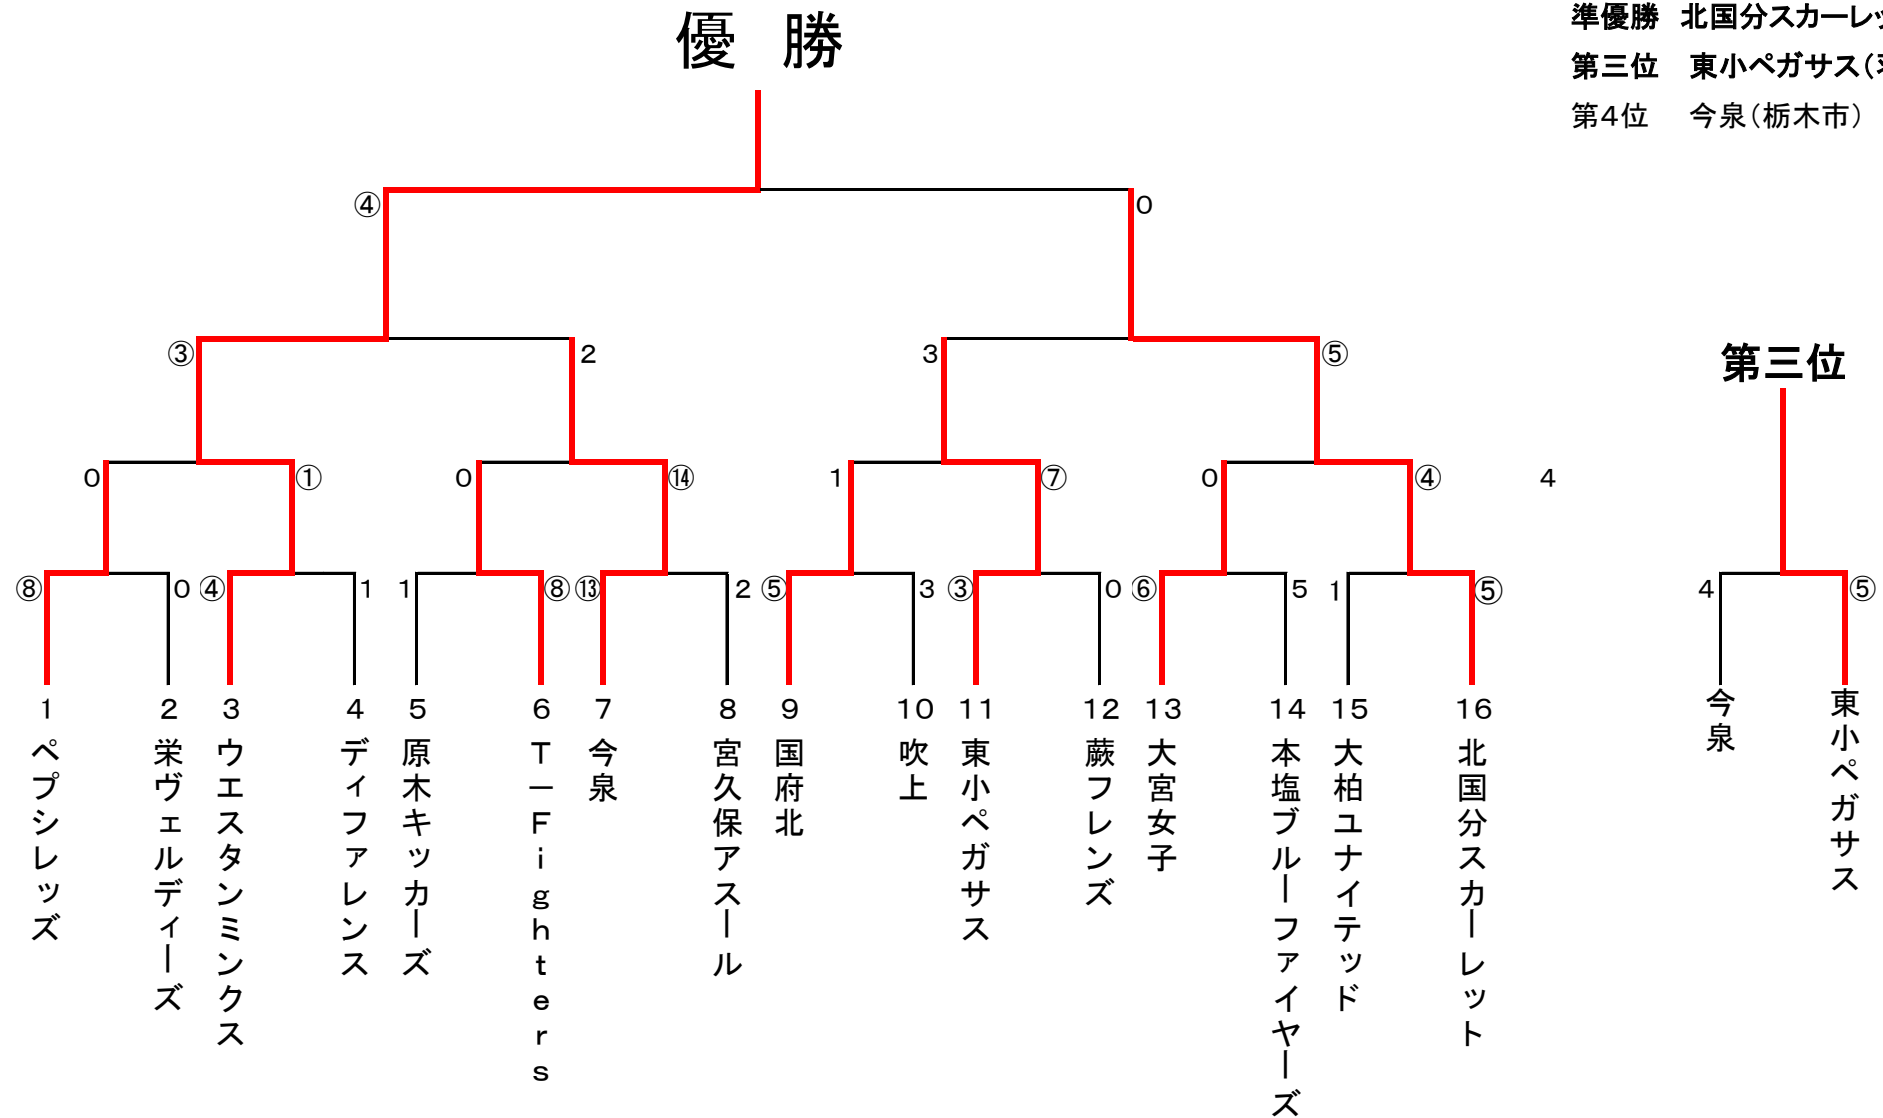 優 勝
準優勝 北国分スカーレッ
第三位 東小ペガサス(
第4位 今泉(栃木市)
④ 0
③ 2 3 ⑤
第三位
0 ① 0 ⑭ 1 ⑦ 0 ④ 4
⑧ 0 ④ 1 1 ⑧ ⑬ 2 ⑤ 3 ③ 0 ⑥ 5 1 ⑤ 4 ⑤
1 ペプシレッズ
2 栄ヴェルディーズ
3 ウエスタンミンクス
4 ディファレンス
5 原木キッカーズ
6 T－Fighters
7 今泉
8 宮久保アスール
9 国府北
10 吹上
11 東小ペガサス
12 蕨フレンズ
13 大宮女子
14 本塩ブルーファイヤーズ
15 大柏ユナイテッド
16 北国分スカーレット
今泉
東小ペガサス